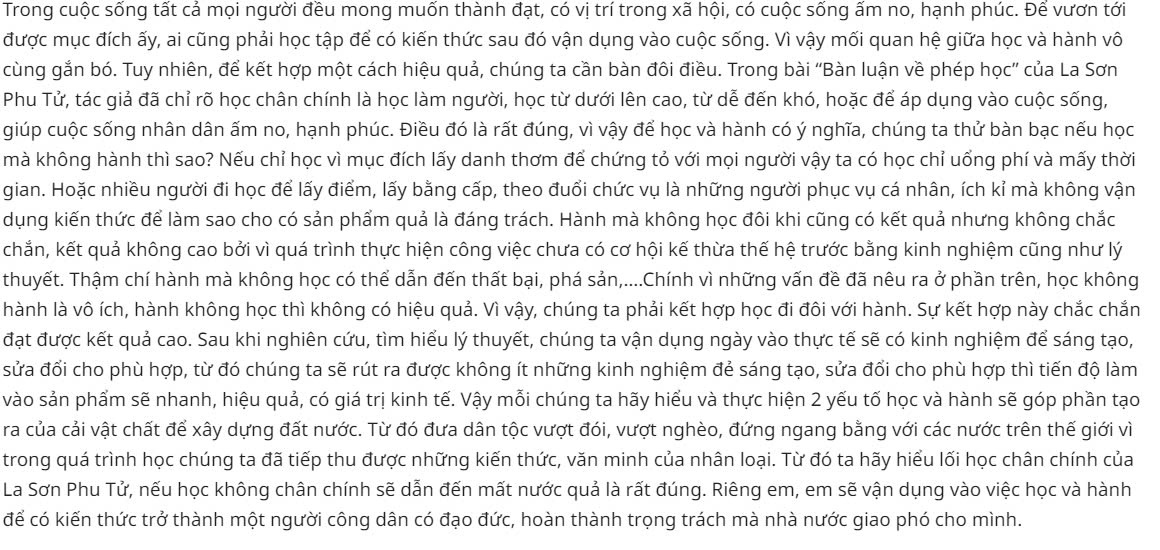 Trong cuộc sống tất cả mọi người đều mong muốn thành đạt, có vị trí trong xã hội, có cuộc sống ấm no, hạnh phúc. Để vươn tới
được mục đích ấy, ai cũng phải học tập để có kiến thức sau đó vận dụng vào cuộc sống. Vì vậy mối quan hệ giữa học và hành vô
cùng gắn bó. Tuy nhiên, để kết hợp một cách hiệu quả, chúng ta cần bàn đôi điều. Trong bài “Bàn luận về phép học” của La Sơn
Phu Tử, tác giả đã chỉ rõ học chân chính là học làm người, học từ dưới lên cao, từ dễ đến khó, hoặc để áp dụng vào cuộc sống,
giúp cuộc sống nhân dân ấm no, hạnh phúc. Điều đó là rất đúng, vì vậy để học và hành có ý nghĩa, chúng ta thử bàn bạc nếu học
mà không hành thì sao? Nếu chỉ học vì mục đích lấy danh thơm để chứng tỏ với mọi người vậy ta có học chỉ uổng phí và mấy thời
gian. Hoặc nhiều người đi học để lấy điểm, lấy bằng cấp, theo đuổi chức vụ là những người phục vụ cá nhân, ích kỉ mà không vận
dụng kiến thức để làm sao cho có sản phẩm quả là đáng trách. Hành mà không học đôi khi cũng có kết quả nhưng không chắc
chắn, kết quả không cao bởi vì quá trình thực hiện công việc chưa có cơ hội kế thừa thế hệ trước bằng kinh nghiệm cũng như lý
thuyết. Thậm chí hành mà không học có thể dẫn đến thất bại, phá sản,....Chính vì những vấn đề đã nêu ra ở phần trên, học không
hành là vô ích, hành không học thì không có hiệu quả. Vì vậy, chúng ta phải kết hợp học đi đôi với hành. Sự kết hợp này chắc chắn
đạt được kết quả cao. Sau khi nghiên cứu, tìm hiểu lý thuyết, chúng ta vận dụng ngày vào thực tế sẽ có kinh nghiệm để sáng tạo,
sửa đổi cho phù hợp, từ đó chúng ta sẽ rút ra được không ít những kinh nghiệm đẻ sáng tạo, sửa đổi cho phù hợp thì tiến độ làm
vào sản phẩm sẽ nhanh, hiệu quả, có giá trị kinh tế. Vậy mỗi chúng ta hãy hiểu và thực hiện 2 yếu tố học và hành sẽ góp phần tạo
ra của cải vật chất để xây dựng đất nước. Từ đó đưa dân tộc vượt đói, vượt nghèo, đứng ngang bằng với các nước trên thế giới vì
trong quá trình học chúng ta đã tiếp thu được những kiến thức, văn minh của nhân loại. Từ đó ta hãy hiểu lối học chân chính của
La Sơn Phu Tử, nếu học không chân chính sẽ dẫn đến mất nước quả là rất đúng. Riêng em, em sẽ vận dụng vào việc học và hành
để có kiến thức trở thành một người công dân có đạo đức, hoàn thành trọng trách mà nhà nước giao phó cho mình.